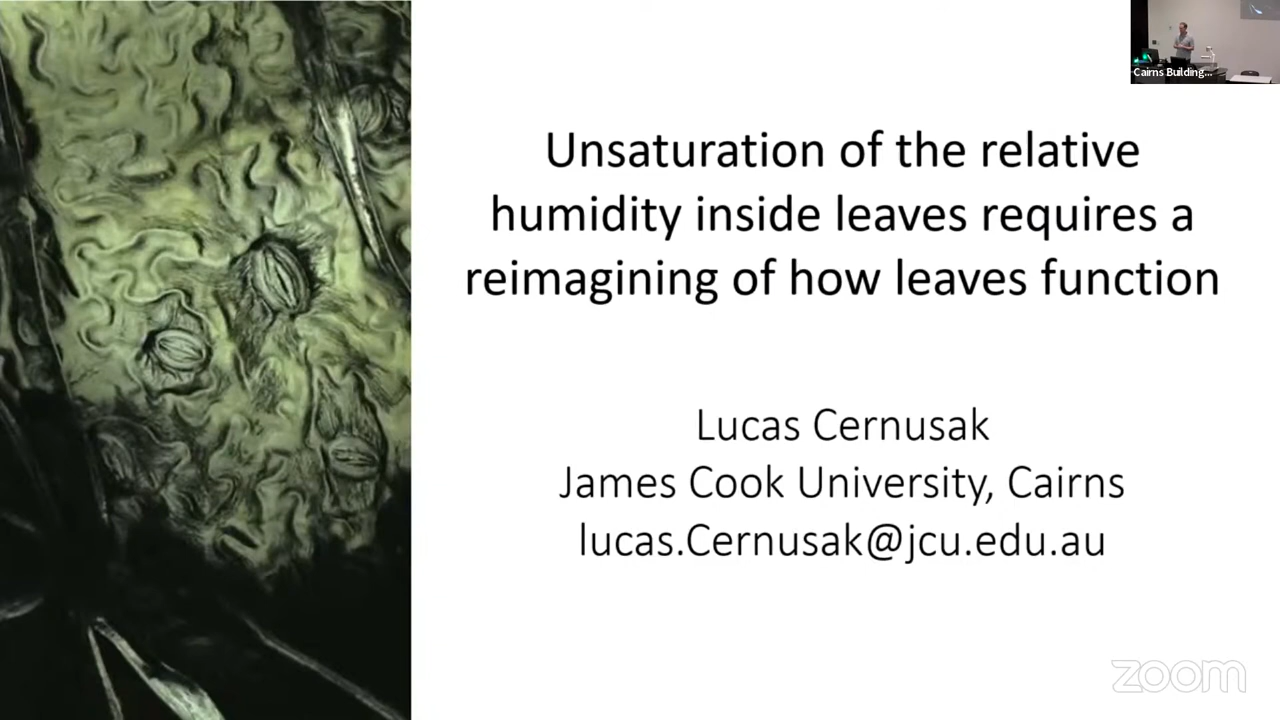 Cairns Building...
Unsaturation of the relative
humidity inside leaves requires a
reimagining of how leaves function
Lucas Cernusak
James Cook University, Cairns
lucas.Cernusak@jcu.edu.au
zoom